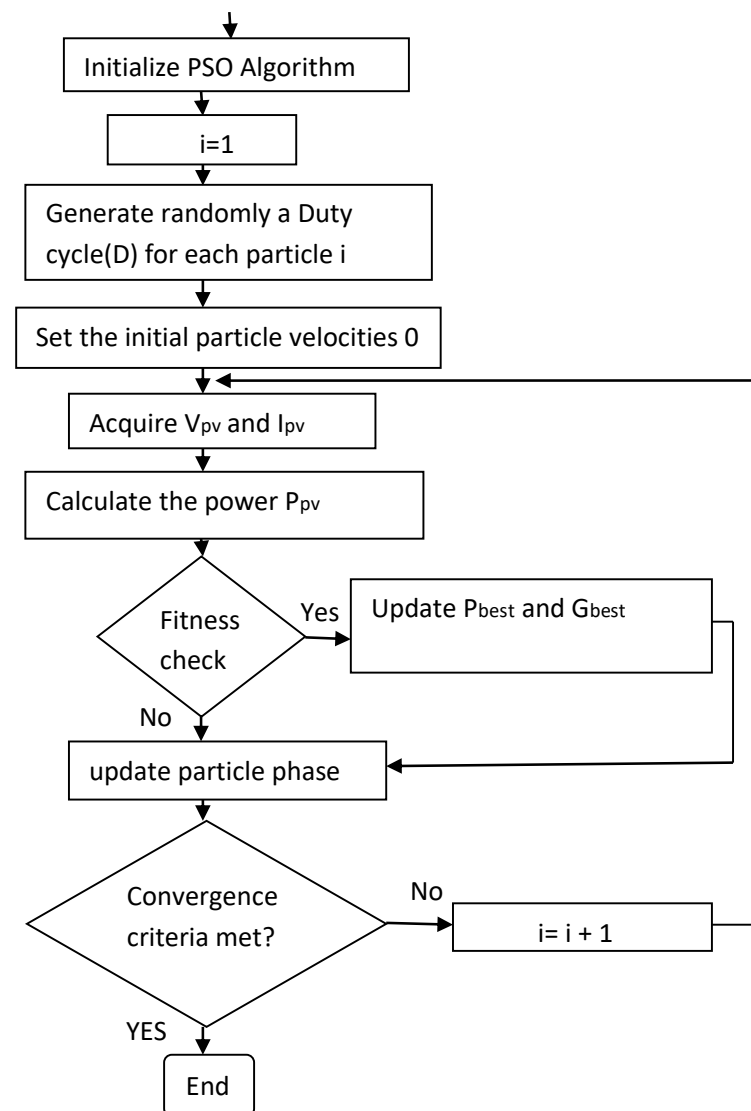 Initialize PSO Algorithm
i=1
Generate randomly a Duty
cycle(D) for each particle i
Set the initial particle velocities 0
Acquire Vpv and Ipv
Calculate the power Ppv
Fitness
check
Yes
Update Pbest and Gbest
No
update particle phase
Convergence
criteria met?
No
i= i + 1
YES
End